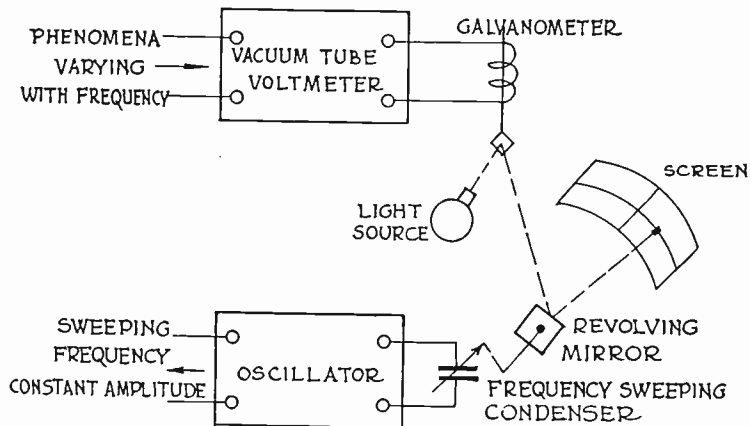 PHENOMENA
VARYING
WITH FREQUENCY
VACUUM TUBE
VOLTMETER
GALVANOMETER
LIGHT
SOURCE
SCREEN
SWEEPING
FREQUENCY
CONSTANT AMPLITUDE
OSCILLATOR
REVOLVING
MIRROR
FREQUENCY SWEEPING
CONDENSER